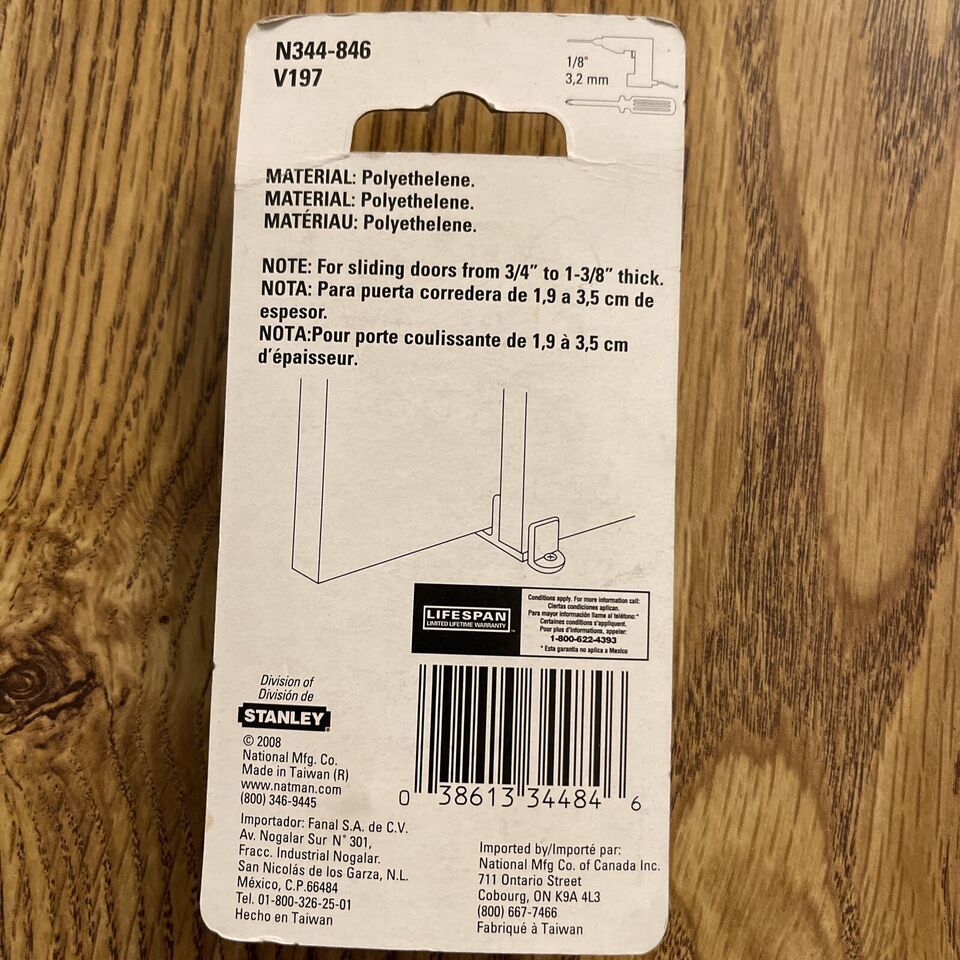 N344-846
V197
1/8"
3,2 mm
MATERIAL: Polyethelene.
MATERIAL: Polyethelene.
MATÉRIAU: Polyethelene.
NOTE: For sliding doors from 3/4" to 1-3/8" thick.
NOTA: Para puerta corredera de 1,9 a 3,5 cm de
espesor.
NOTA:Pour porte coulissante de 1,9 à 3,5 cm
d'épaisseur.
LIFESPAN
LIMITED LIFETIME WARRANTY
Conditions apply. For more information call:
Ciertas condiciones aplican.
Para mayor información llame al teléfono:*
Certaines conditions s'appliquent.
Pour plus d'informations, appeler:
1-800-622-4393
* Esta garantía no aplica a Mexico
Division of
División de
STANLEY
© 2008
National Mfg. Co.
Made in Taiwan (R)
www.natman.com
(800) 346-9445
Importador: Fanal S.A. de C.V.
Av. Nogalar Sur N° 301,
Fracc. Industrial Nogalar.
San Nicolás de los Garza, N.L.
México, C.P.66484
Tel. 01-800-326-25-01
Hecho en Taiwan
0 38613 34484 6
Imported by/Importé par:
National Mfg Co. of Canada Inc.
711 Ontario Street
Cobourg, ON K9A 4L3
(800) 667-7466
Fabriqué à Taiwan